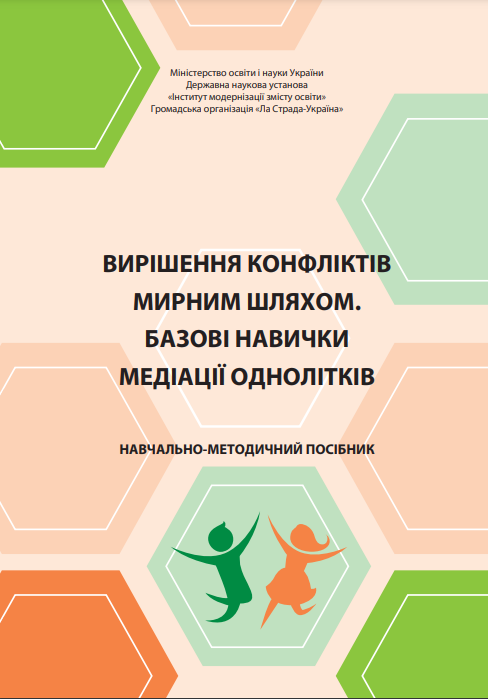 Міністерство освіти і науки України
Державна наукова установа
«Інститут модернізації змісту освіти»
Громадська організація «Ла Страда-Україна»
ВИРІШЕННЯ КОНФЛІКТІВ
МИРНИМ ШЛЯХОМ.
БАЗОВІ НАВИЧКИ
МЕДІАЦІЇ ОДНОЛІТКІВ
НАВЧАЛЬНО-МЕТОДИЧНИЙ ПОСІБНИК